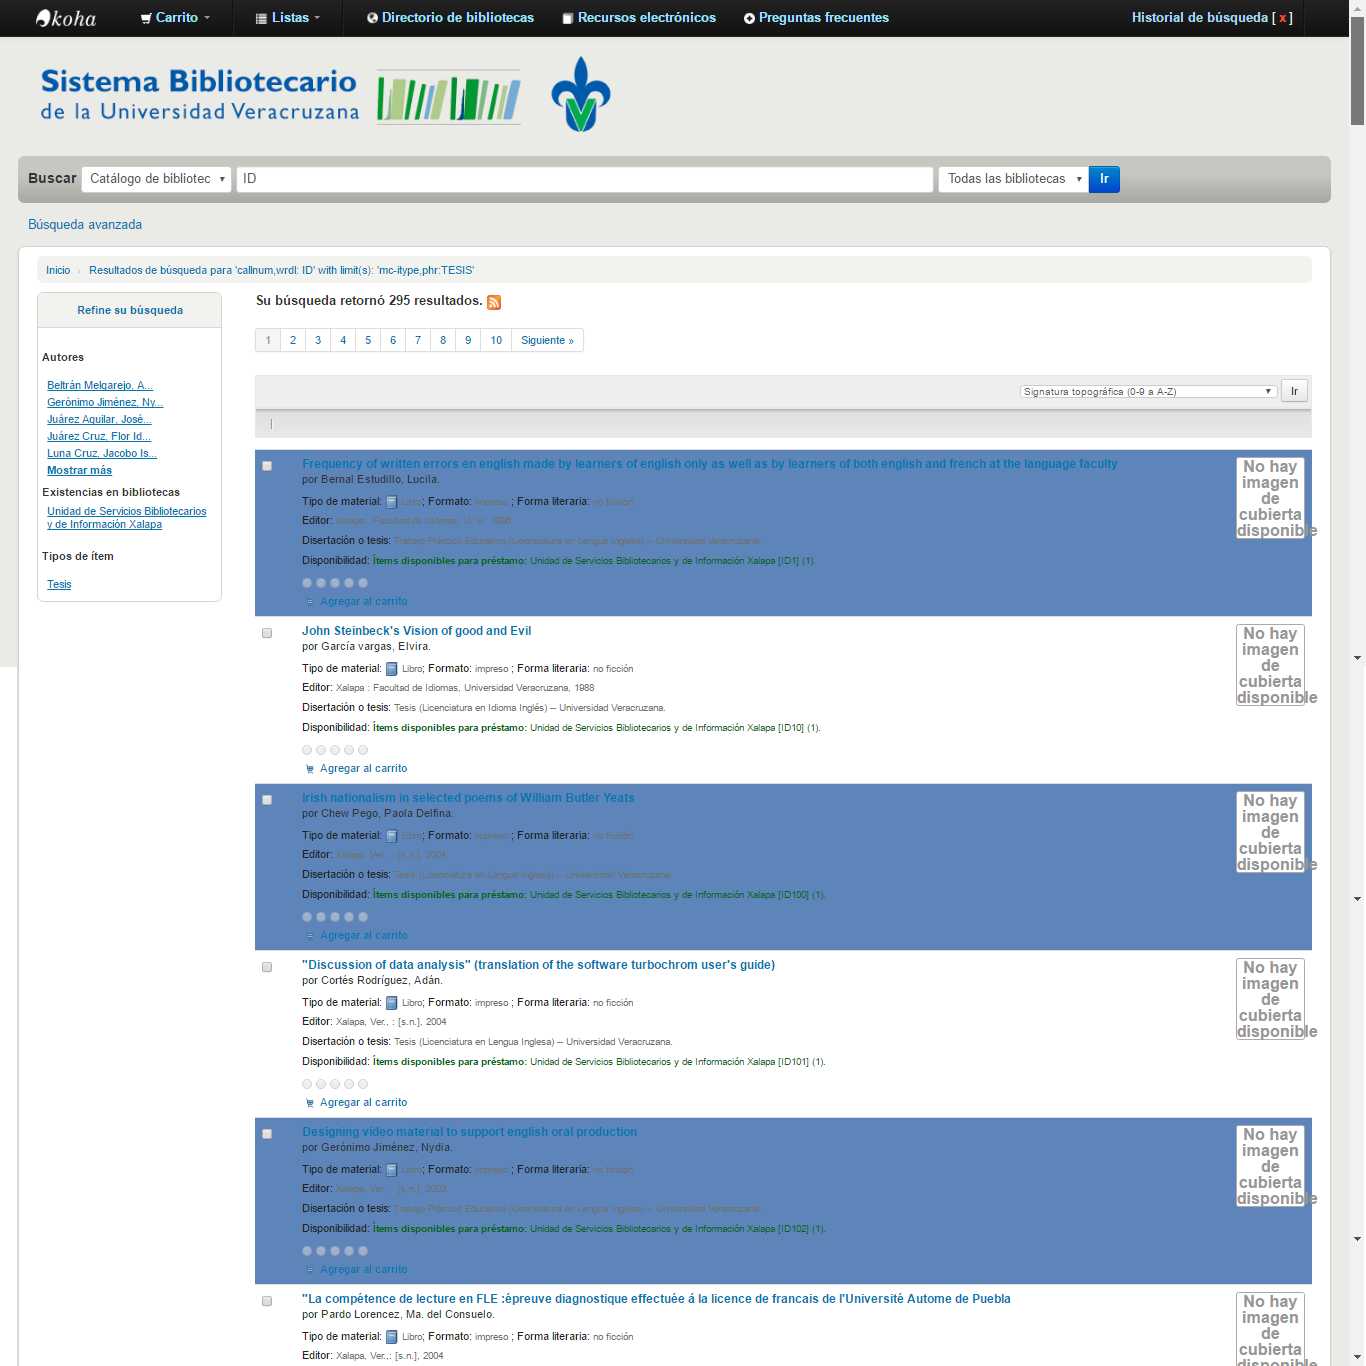 koha Carrito Listas Directorio de bibliotecas Recursos electrónicos Preguntas frecuentes Historial de búsqueda [ x ]
Sistema Bibliotecario
de la Universidad Veracruzana
Buscar Catálogo de bibliotec ID Todas las bibliotecas Ir
Búsqueda avanzada
Inicio › Resultados de búsqueda para 'callnum,wrdl: ID' with limit(s): 'mc-itype,phr:TESIS'
Refine su búsqueda
Autores
Beltrán Melgarejo, A...
Gerónimo Jiménez, Ny...
Juárez Aguilar, José...
Juárez Cruz, Flor Id...
Luna Cruz, Jacobo Is...
Mostrar más
Existencias en bibliotecas
Unidad de Servicios Bibliotecarios
y de Información Xalapa
Tipos de ítem
Tesis
Su búsqueda retornó 295 resultados.
1 2 3 4 5 6 7 8 9 10 Siguiente »
Signatura topográfica (0-9 a A-Z) Ir
|
Frequency of written errors en english made by learners of english only as well as by learners of both english and french at the language faculty
por Bernal Estudillo, Lucila.
Tipo de material: Libro; Formato: impreso ; Forma literaria: no ficción
Editor: Xalapa : Facultad de Idiomas, 1996
Disertación o tesis: Trabajo Práctico Educativo (Licenciatura en Lengua Inglesa) -- Universidad Veracruzana.
Disponibilidad: Ítems disponibles para préstamo: Unidad de Servicios Bibliotecarios y de Información Xalapa [ID1] (1).
Agregar al carrito
No hay
imagen
de
cubierta
disponible
John Steinbeck's Vision of good and Evil
por García vargas, Elvira.
Tipo de material: Libro; Formato: impreso ; Forma literaria: no ficción
Editor: Xalapa : Facultad de Idiomas, Universidad Veracruzana, 1988
Disertación o tesis: Tesis (Licenciatura en Idioma Inglés) -- Universidad Veracruzana.
Disponibilidad: Ítems disponibles para préstamo: Unidad de Servicios Bibliotecarios y de Información Xalapa [ID10] (1).
Agregar al carrito
No hay
imagen
de
cubierta
disponible
Irish nationalism in selected poems of William Butler Yeats
por Chew Pego, Paola Delfina.
Tipo de material: Libro; Formato: impreso ; Forma literaria: no ficción
Editor: Xalapa, Ver., : [s.n.], 2004
Disertación o tesis: Tesis (Licenciatura en Lengua Inglesa) -- Universidad Veracruzana.
Disponibilidad: Ítems disponibles para préstamo: Unidad de Servicios Bibliotecarios y de Información Xalapa [ID100] (1).
Agregar al carrito
No hay
imagen
de
cubierta
disponible
"Discussion of data analysis" (translation of the software turbochrom user's guide)
por Cortés Rodríguez, Adán.
Tipo de material: Libro; Formato: impreso ; Forma literaria: no ficción
Editor: Xalapa, Ver., : [s.n.], 2004
Disertación o tesis: Tesis (Licenciatura en Lengua Inglesa) -- Universidad Veracruzana.
Disponibilidad: Ítems disponibles para préstamo: Unidad de Servicios Bibliotecarios y de Información Xalapa [ID101] (1).
Agregar al carrito
No hay
imagen
de
cubierta
disponible
Designing video material to support english oral production
por Gerónimo Jiménez, Nydia.
Tipo de material: Libro; Formato: impreso ; Forma literaria: no ficción
Editor: Xalapa, Ver., : [s.n.], 2003
Disertación o tesis: Trabajo Práctico Educativo (Licenciatura en Lengua Inglesa) -- Universidad Veracruzana.
Disponibilidad: Ítems disponibles para préstamo: Unidad de Servicios Bibliotecarios y de Información Xalapa [ID102] (1).
Agregar al carrito
No hay
imagen
de
cubierta
disponible
"La compétence de lecture en FLE :épreuve diagnostique effectuée á la licence de francais de l'Université Autome de Puebla
por Pardo Lorencez, Ma. del Consuelo.
Tipo de material: Libro; Formato: impreso ; Forma literaria: no ficción
Editor: Xalapa, Ver.,: [s.n.], 2004
No hay
imagen
de
cubierta
disponible